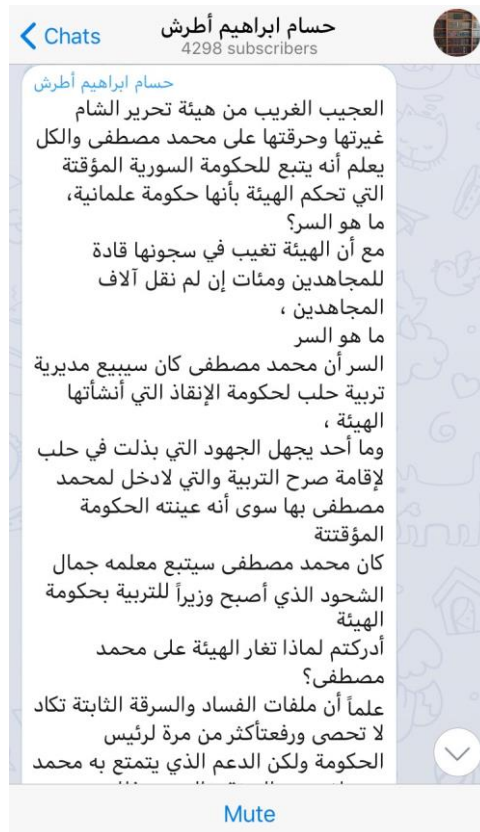 Chats
حسام ابراهيم أطرش
4298 subscribers
حسام ابراهيم أطرش
العجيب الغريب من هيئة تحرير الشام
غيرتها وحرقتها على محمد مصطفى والكل
يعلم أنه يتبع للحكومة السورية المؤقتة
التي تحكم الهيئة بأنها حكومة علمانية،
ما هو السر؟
مع أن الهيئة تغيب في سجونها قادة
للمجاهدين ومئات إن لم نقل آلاف
المجاهدين ،
ما هو السر
السر أن محمد مصطفى كان سيبيع مديرية
تربية حلب لحكومة الإنقاذ التي أنشأتها
الهيئة ،
وما أحد يجهل الجهود التي بذلت في حلب
لإقامة صرح التربية والتي لادخل لمحمد
مصطفى بها سوى أنه عينته الحكومة
المؤقتتة
كان محمد مصطفى سيتبع معلمه جمال
الشحود الذي أصبح وزيراً للتربية بحكومة
الهيئة
أدركتم لماذا تغار الهيئة على محمد
مصطفى؟
علماً أن ملفات الفساد والسرقة الثابتة تكاد
لا تحصى ورفعتأكثر من مرة لرئيس
الحكومة ولكن الدعم الذي يتمتع به محمد
Mute